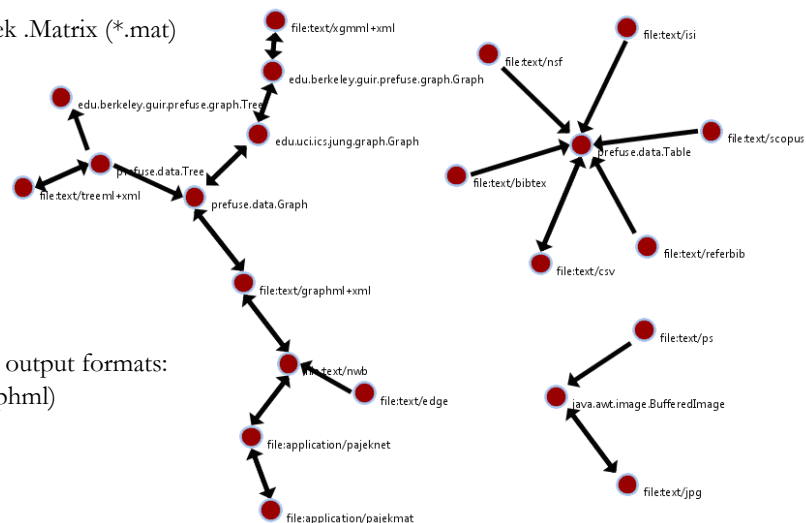 ek .Matrix (*.mat)
file:text/xgmml+xml
edu.berkeley.guir.prefuse.graph.Graph
edu.berkeley.guir.prefuse.graph.Tree
edu.uci.ics.jung.graph.Graph
prefuse.data.Tree
file:text/treeml+xml
prefuse.data.Graph
file:text/graphml+xml
output formats:
phml)
file:text/nwb
file:text/edge
file:application/pajeknet
file:application/pajekmat
file:text/isi
file:text/nsf
file:text/scopus
prefuse.data.Table
file:text/bibtex
file:text/referbib
file:text/csv
file:text/ps
java.awt.image.BufferedImage
file:text/jpg